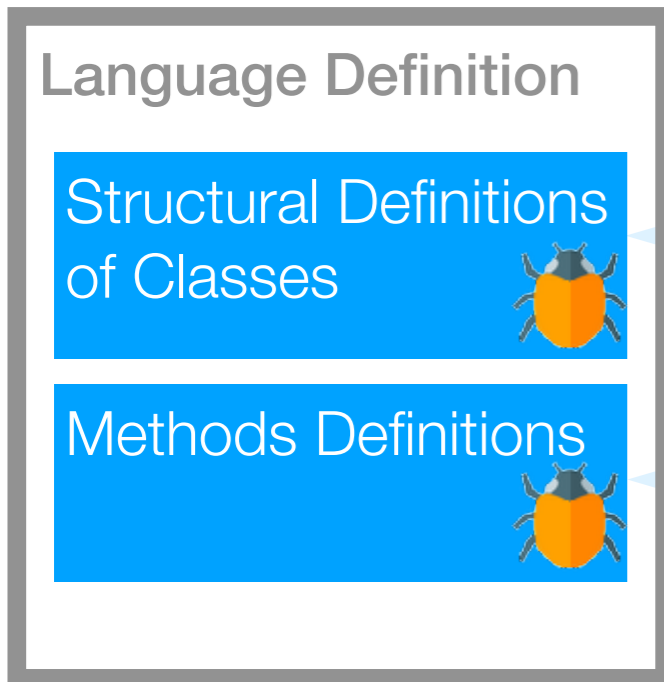 Language Definition
Structural Definitions
of Classes
Methods Definitions